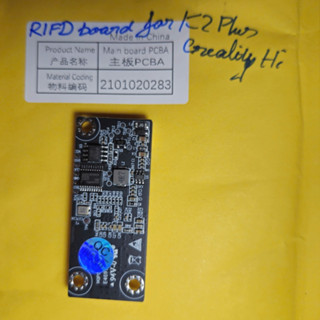 RIFD board for K2 Plus
Creality Hi
Made in China
Product Name
产品名称
Main board PCBA
主板PCBA
Material Coding
物料编码
2101020283
QC